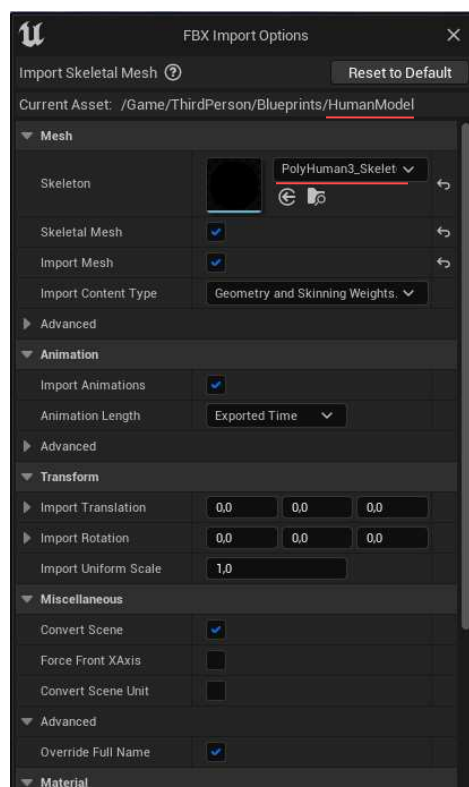 FBX Import Options
Import Skeletal Mesh ?
Reset to Default
Current Asset: /Game/ThirdPerson/Blueprints/HumanModel
Mesh
Skeleton
PolyHuman3_Skelet
Skeletal Mesh
Import Mesh
Import Content Type
Geometry and Skinning Weights.
Advanced
Animation
Import Animations
Animation Length
Exported Time
Advanced
Transform
Import Translation
0,0 0,0 0,0
Import Rotation
0,0 0,0 0,0
Import Uniform Scale
1,0
Miscellaneous
Convert Scene
Force Front XAxis
Convert Scene Unit
Advanced
Override Full Name
Material